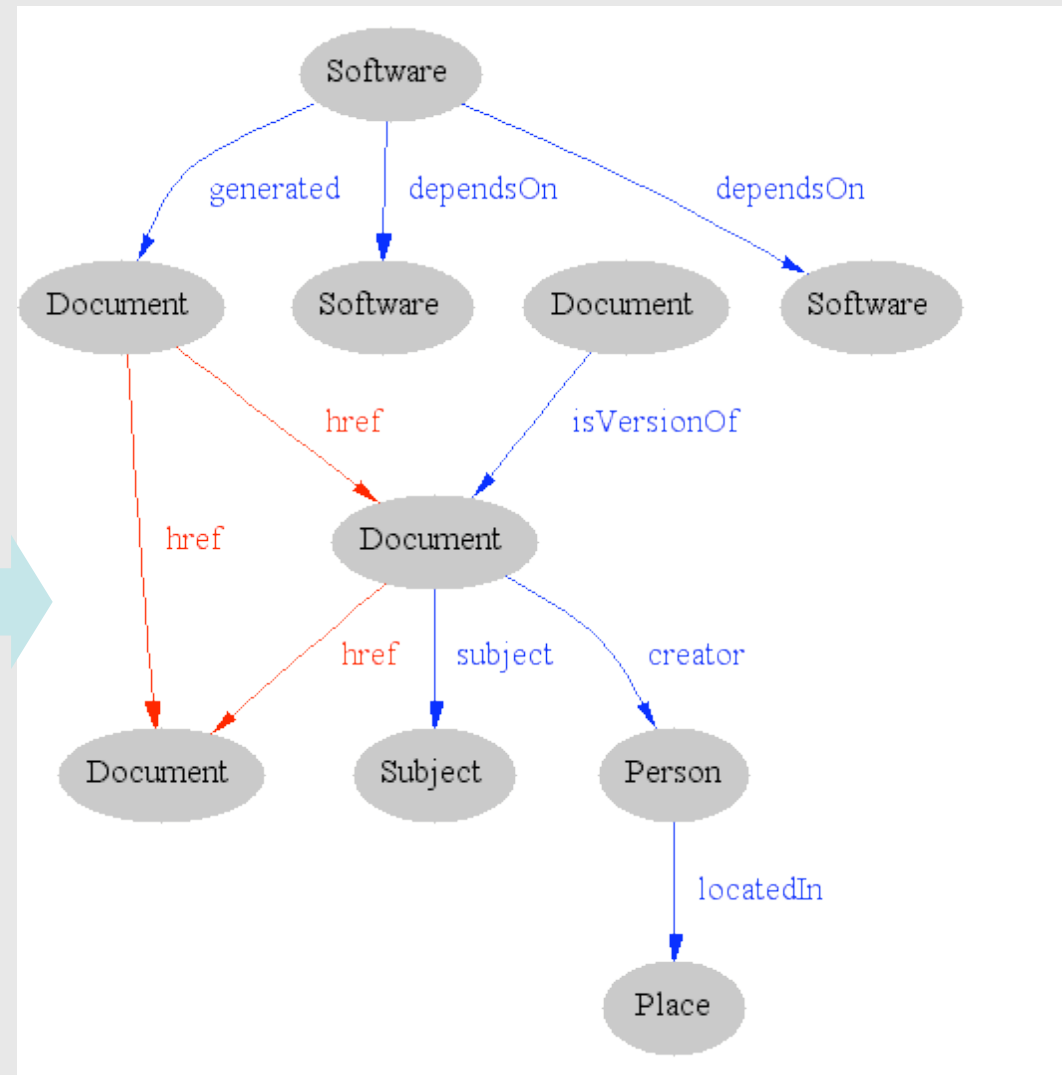 Software
generated
dependsOn
dependsOn
Document
Software
Document
Software
href
isVersionOf
href
Document
href
subject
creator
Document
Subject
Person
locatedIn
Place